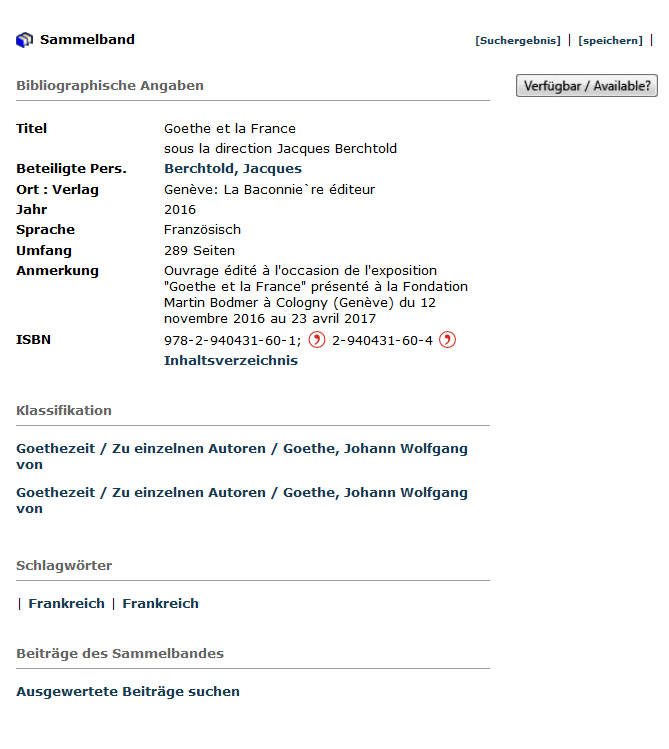 Sammelband
[Suchergebnis] | [speichern] |
Bibliographische Angaben
Verfügbar / Available?
Titel Goethe et la France
sous la direction Jacques Berchtold
Beteiligte Pers. Berchtold, Jacques
Ort : Verlag Genève: La Baconnie`re éditeur
Jahr 2016
Sprache Französisch
Umfang 289 Seiten
Anmerkung Ouvrage édité à l'occasion de l'exposition
"Goethe et la France" présenté à la Fondation
Martin Bodmer à Cologny (Genève) du 12
novembre 2016 au 23 avril 2017
ISBN 978-2-940431-60-1; 2-940431-60-4
Inhaltsverzeichnis
Klassifikation
Goethezeit / Zu einzelnen Autoren / Goethe, Johann Wolfgang
von
Goethezeit / Zu einzelnen Autoren / Goethe, Johann Wolfgang
von
Schlagwörter
| Frankreich | Frankreich
Beiträge des Sammelbandes
Ausgewertete Beiträge suchen